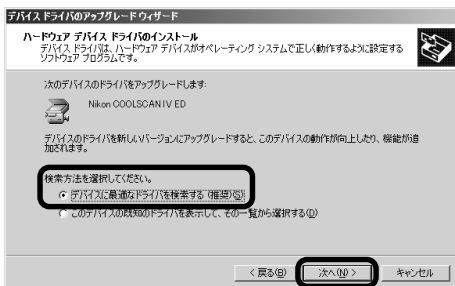 デバイス ドライバのアップグレード ウィザード
ハードウェア デバイス ドライバのインストール
デバイス ドライバは、ハードウェア デバイスがオペレーティング システムで正しく動作するように設定する
ソフトウェア プログラムです。
次のデバイスのドライバをアップグレードします:
Nikon COOLSCAN IV ED
デバイスのドライバを新しいバージョンにアップグレードすると、このデバイスの動作が向上したり、機能が追
加されます。
検索方法を選択してください。
デバイスに最適なドライバを検索する (推奨)(S)
このデバイスの既知のドライバを表示して、その一覧から選択する(D)
< 戻る(B)
次へ(N) >
キャンセル